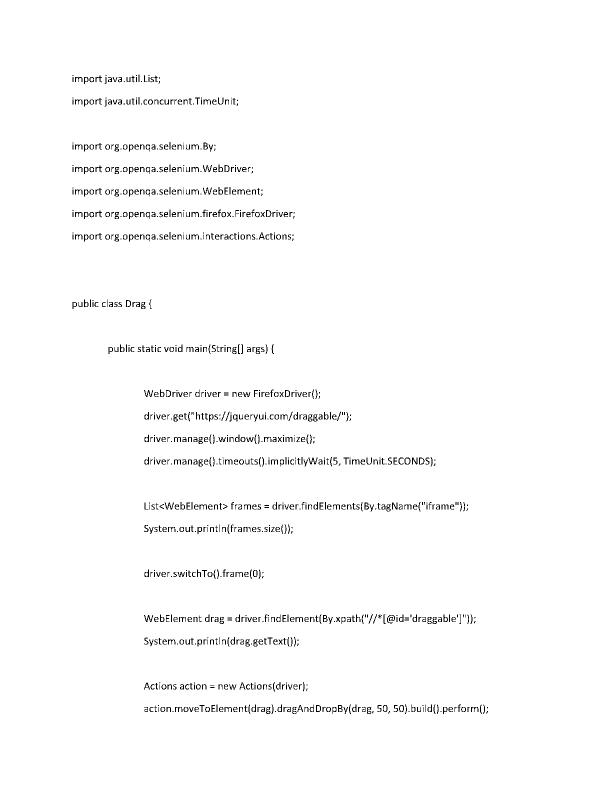 import java.util.List;
import java.util.concurrent.TimeUnit;
import org.openqa.selenium.By;
import org.openqa.selenium.WebDriver;
import org.openqa.selenium.WebElement;
import org.openqa.selenium.firefox.FirefoxDriver;
import org.openqa.selenium.interactions.Actions;
public class Drag {
public static void main(String[] args) {
WebDriver driver = new FirefoxDriver();
driver.get("https://jqueryui.com/draggable/");
driver.manage().window().maximize();
driver.manage().timeouts().implicitlyWait(5, TimeUnit.SECONDS);
List<WebElement> frames = driver.findElements(By.tagName("iframe"));
System.out.println(frames.size());
driver.switchTo().frame(0);
WebElement drag = driver.findElement(By.xpath("//*[@id='draggable']"));
System.out.println(drag.getText());
Actions action = new Actions(driver);
action.moveToElement(drag).dragAndDropBy(drag, 50, 50).build().perform();